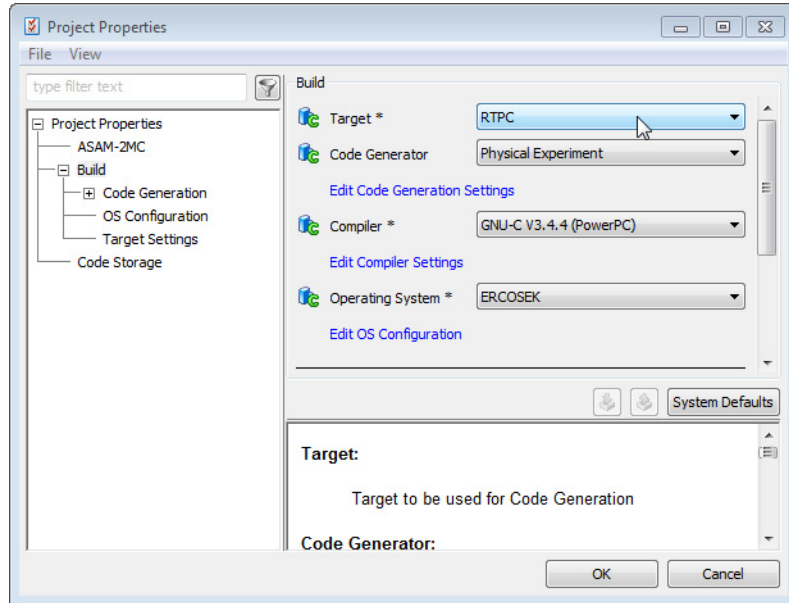 Project Properties
File View
type filter text
Project Properties
ASAM-2MC
Build
Code Generation
OS Configuration
Target Settings
Code Storage
Build
Target * RTPC
Code Generator Physical Experiment
Edit Code Generation Settings
Compiler * GNU-C V3.4.4 (PowerPC)
Edit Compiler Settings
Operating System * ERCOSEK
Edit OS Configuration
System Defaults
Target:
Target to be used for Code Generation
Code Generator:
OK Cancel